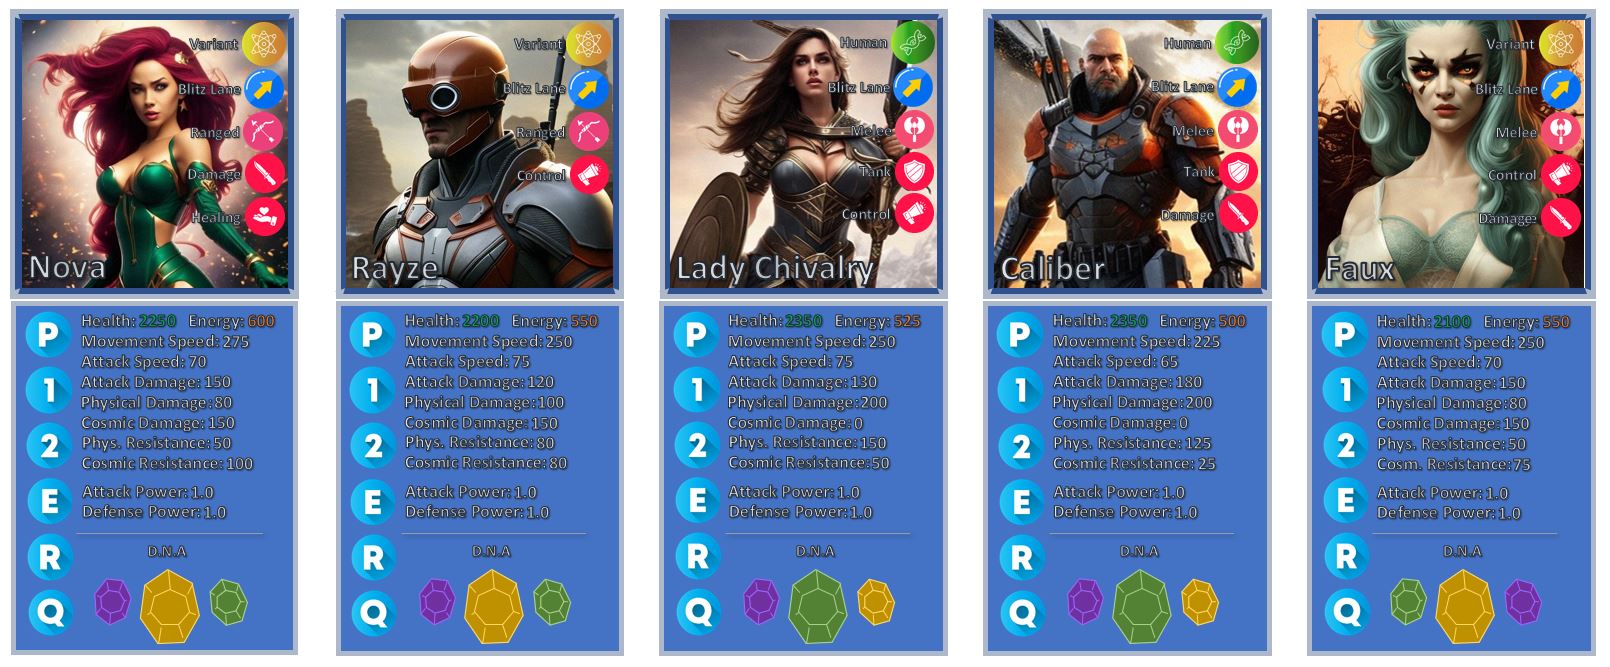 Variant
Blitz Lane
Ranged
Damage
Healing
Nova
P
1
2
E
R
Q
Health: 2250 Energy: 600
Movement Speed: 275
Attack Speed: 70
Attack Damage: 150
Physical Damage: 80
Cosmic Damage: 150
Phys. Resistance: 50
Cosmic Resistance: 100
Attack Power: 1.0
Defense Power: 1.0
D.N.A
Variant
Blitz Lane
Ranged
Control
Rayze
P
1
2
E
R
Q
Health: 2200 Energy: 550
Movement Speed: 250
Attack Speed: 75
Attack Damage: 120
Physical Damage: 100
Cosmic Damage: 150
Phys. Resistance: 80
Cosmic Resistance: 80
Attack Power: 1.0
Defense Power: 1.0
D.N.A
Human
Blitz Lane
Melee
Tank
Control
Lady Chivalry
P
1
2
E
R
Q
Health: 2350 Energy: 525
Movement Speed: 250
Attack Speed: 75
Attack Damage: 130
Physical Damage: 200
Cosmic Damage: 0
Phys. Resistance: 150
Cosmic Resistance: 50
Attack Power: 1.0
Defense Power: 1.0
D.N.A
Human
Blitz Lane
Melee
Tank
Damage
Caliber
P
1
2
E
R
Q
Health: 2350 Energy: 500
Movement Speed: 225
Attack Speed: 65
Attack Damage: 180
Physical Damage: 200
Cosmic Damage: 0
Phys. Resistance: 125
Cosmic Resistance: 25
Attack Power: 1.0
Defense Power: 1.0
D.N.A
Variant
Blitz Lane
Melee
Control
Damage
Faux
P
1
2
E
R
Q
Health: 2100 Energy: 550
Movement Speed: 250
Attack Speed: 70
Attack Damage: 150
Physical Damage: 80
Cosmic Damage: 150
Phys. Resistance: 50
Cosm. Resistance: 75
Attack Power: 1.0
Defense Power: 1.0
D.N.A